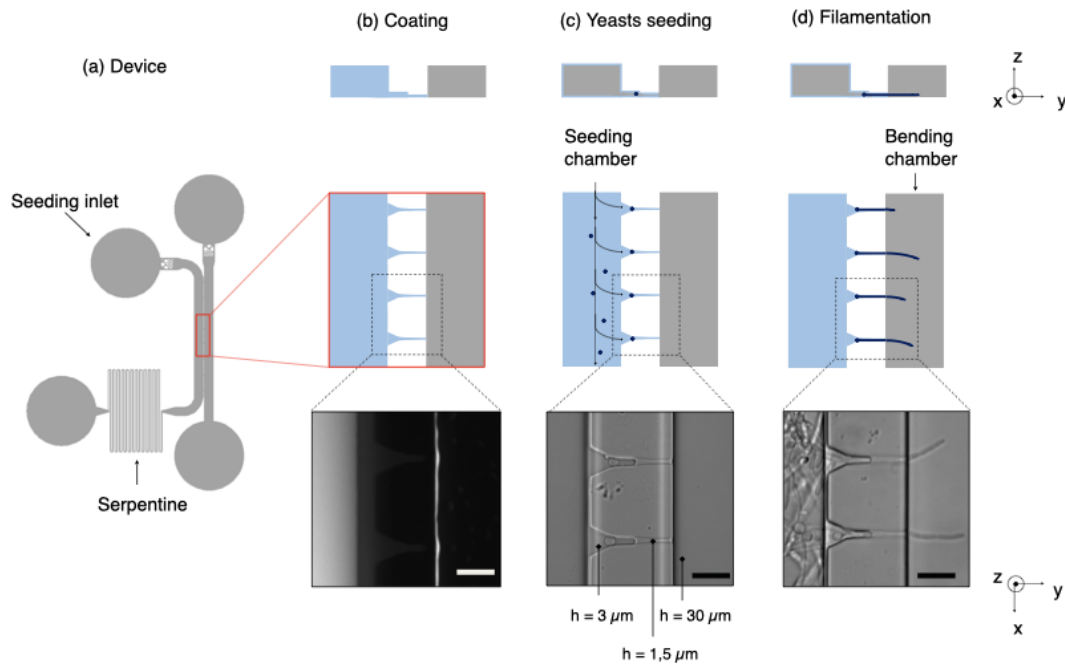 (a) Device
(b) Coating
(c) Yeasts seeding
(d) Filamentation
z
x
y
Seeding inlet
Seeding
chamber
Bending
chamber
Serpentine
h = 3 µm
h = 30 µm
h = 1,5 µm
z
y
x